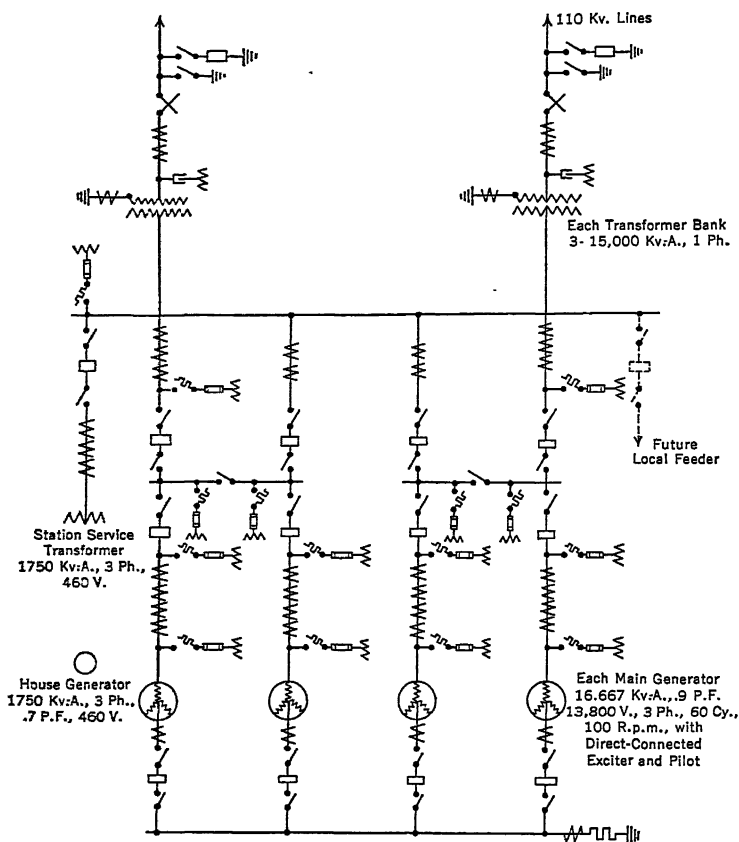 110 Kv. Lines
Each Transformer Bank
3- 15,000 Kv.-A., 1 Ph.
Future
Local Feeder
Station Service
Transformer
1750 Kv.-A., 3 Ph.,
460 V.
House Generator
1750 Kv.-A., 3 Ph.,
.7 P.F., 460 V.
Each Main Generator
16.667 Kv.-A., .9 P.F.
13,800 V., 3 Ph., 60 Cy.,
100 R.p.m., with
Direct-Connected
Exciter and Pilot